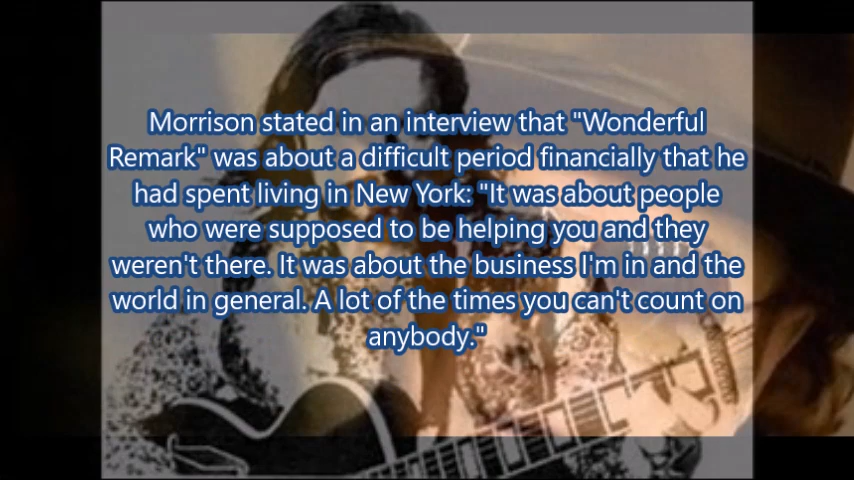 Morrison stated in an interview that "Wonderful
Remark" was about a difficult period financially that he
had spent living in New York: "It was about people
who were supposed to be helping you and they
weren't there. It was about the business I'm in and the
world in general. A lot of the times you can't count on
anybody."